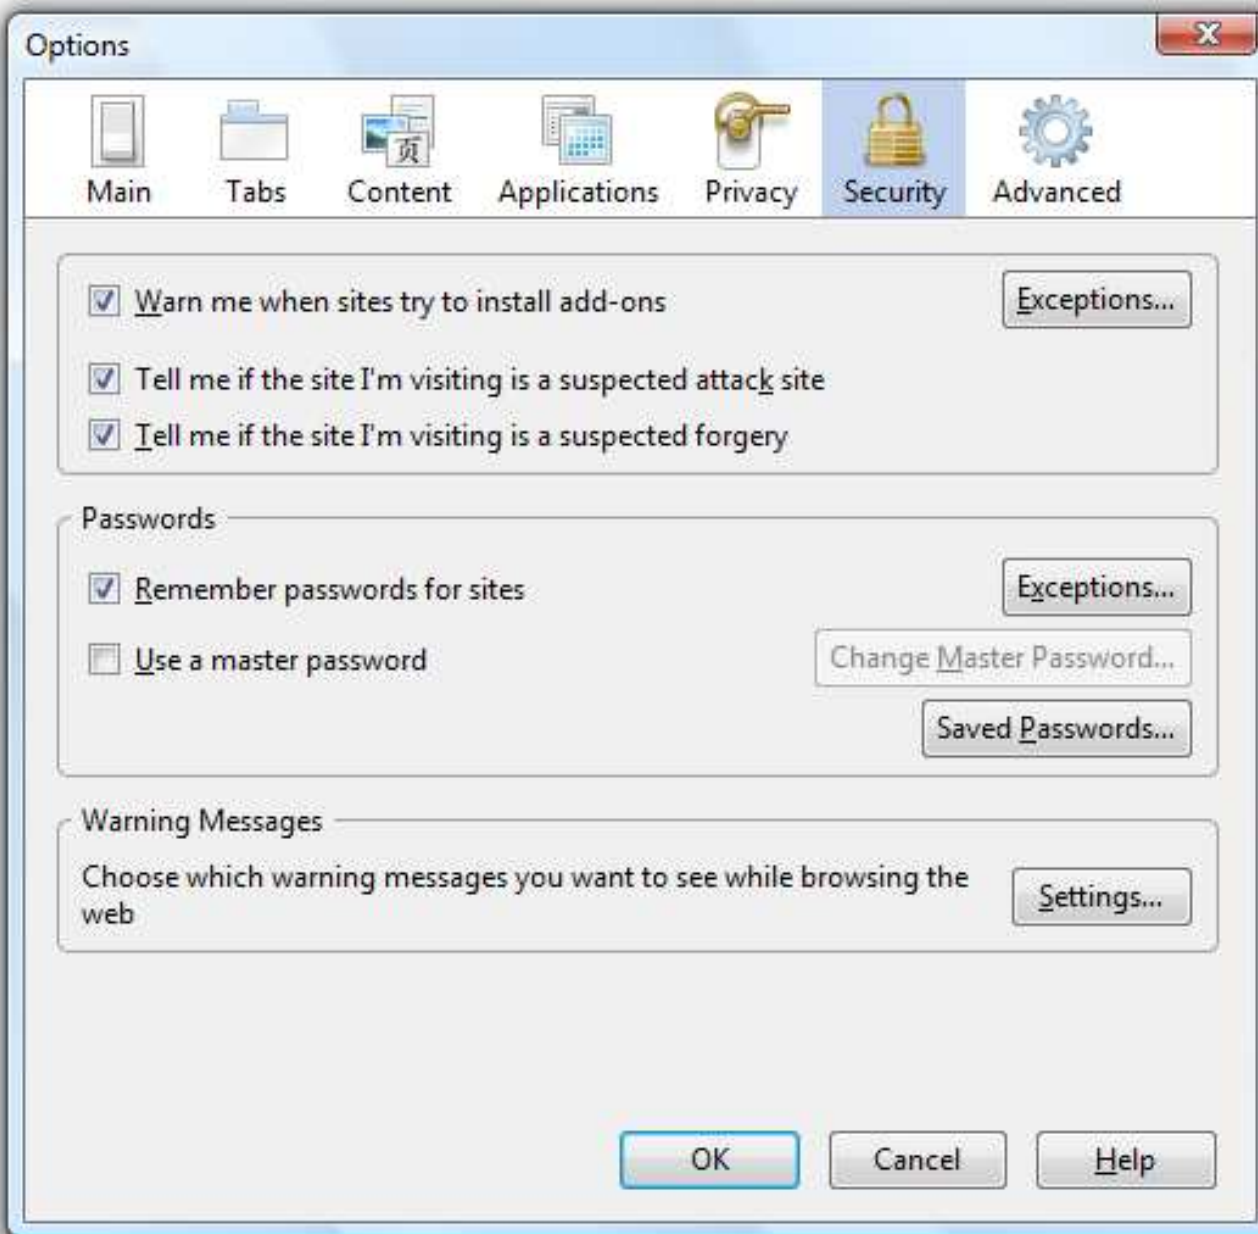 Options
Main Tabs Content Applications Privacy Security Advanced
页
Warn me when sites try to install add-ons Exceptions...
Tell me if the site I'm visiting is a suspected attack site
Tell me if the site I'm visiting is a suspected forgery
Passwords
Remember passwords for sites Exceptions...
Use a master password Change Master Password...
Saved Passwords...
Warning Messages
Choose which warning messages you want to see while browsing the
web
Settings...
OK Cancel Help